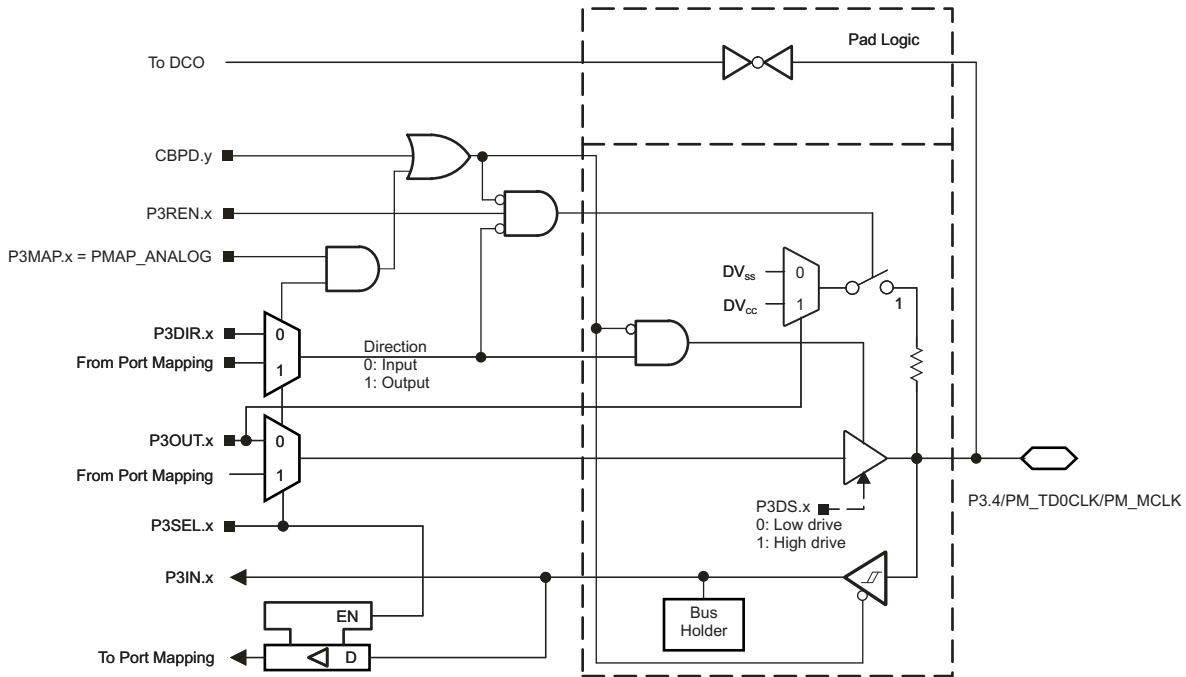 Pad Logic
To DCO
CBPD.y
P3REN.x
P3MAP.x = PMAP_ANALOG
DVss
0
DVcc
1
1
P3DIR.x
0
From Port Mapping
1
Direction
0: Input
1: Output
P3OUT.x
0
From Port Mapping
1
P3.4/PM_TD0CLK/PM_MCLK
P3DS.x
0: Low drive
1: High drive
P3SEL.x
P3IN.x
EN
Bus
Holder
To Port Mapping
D